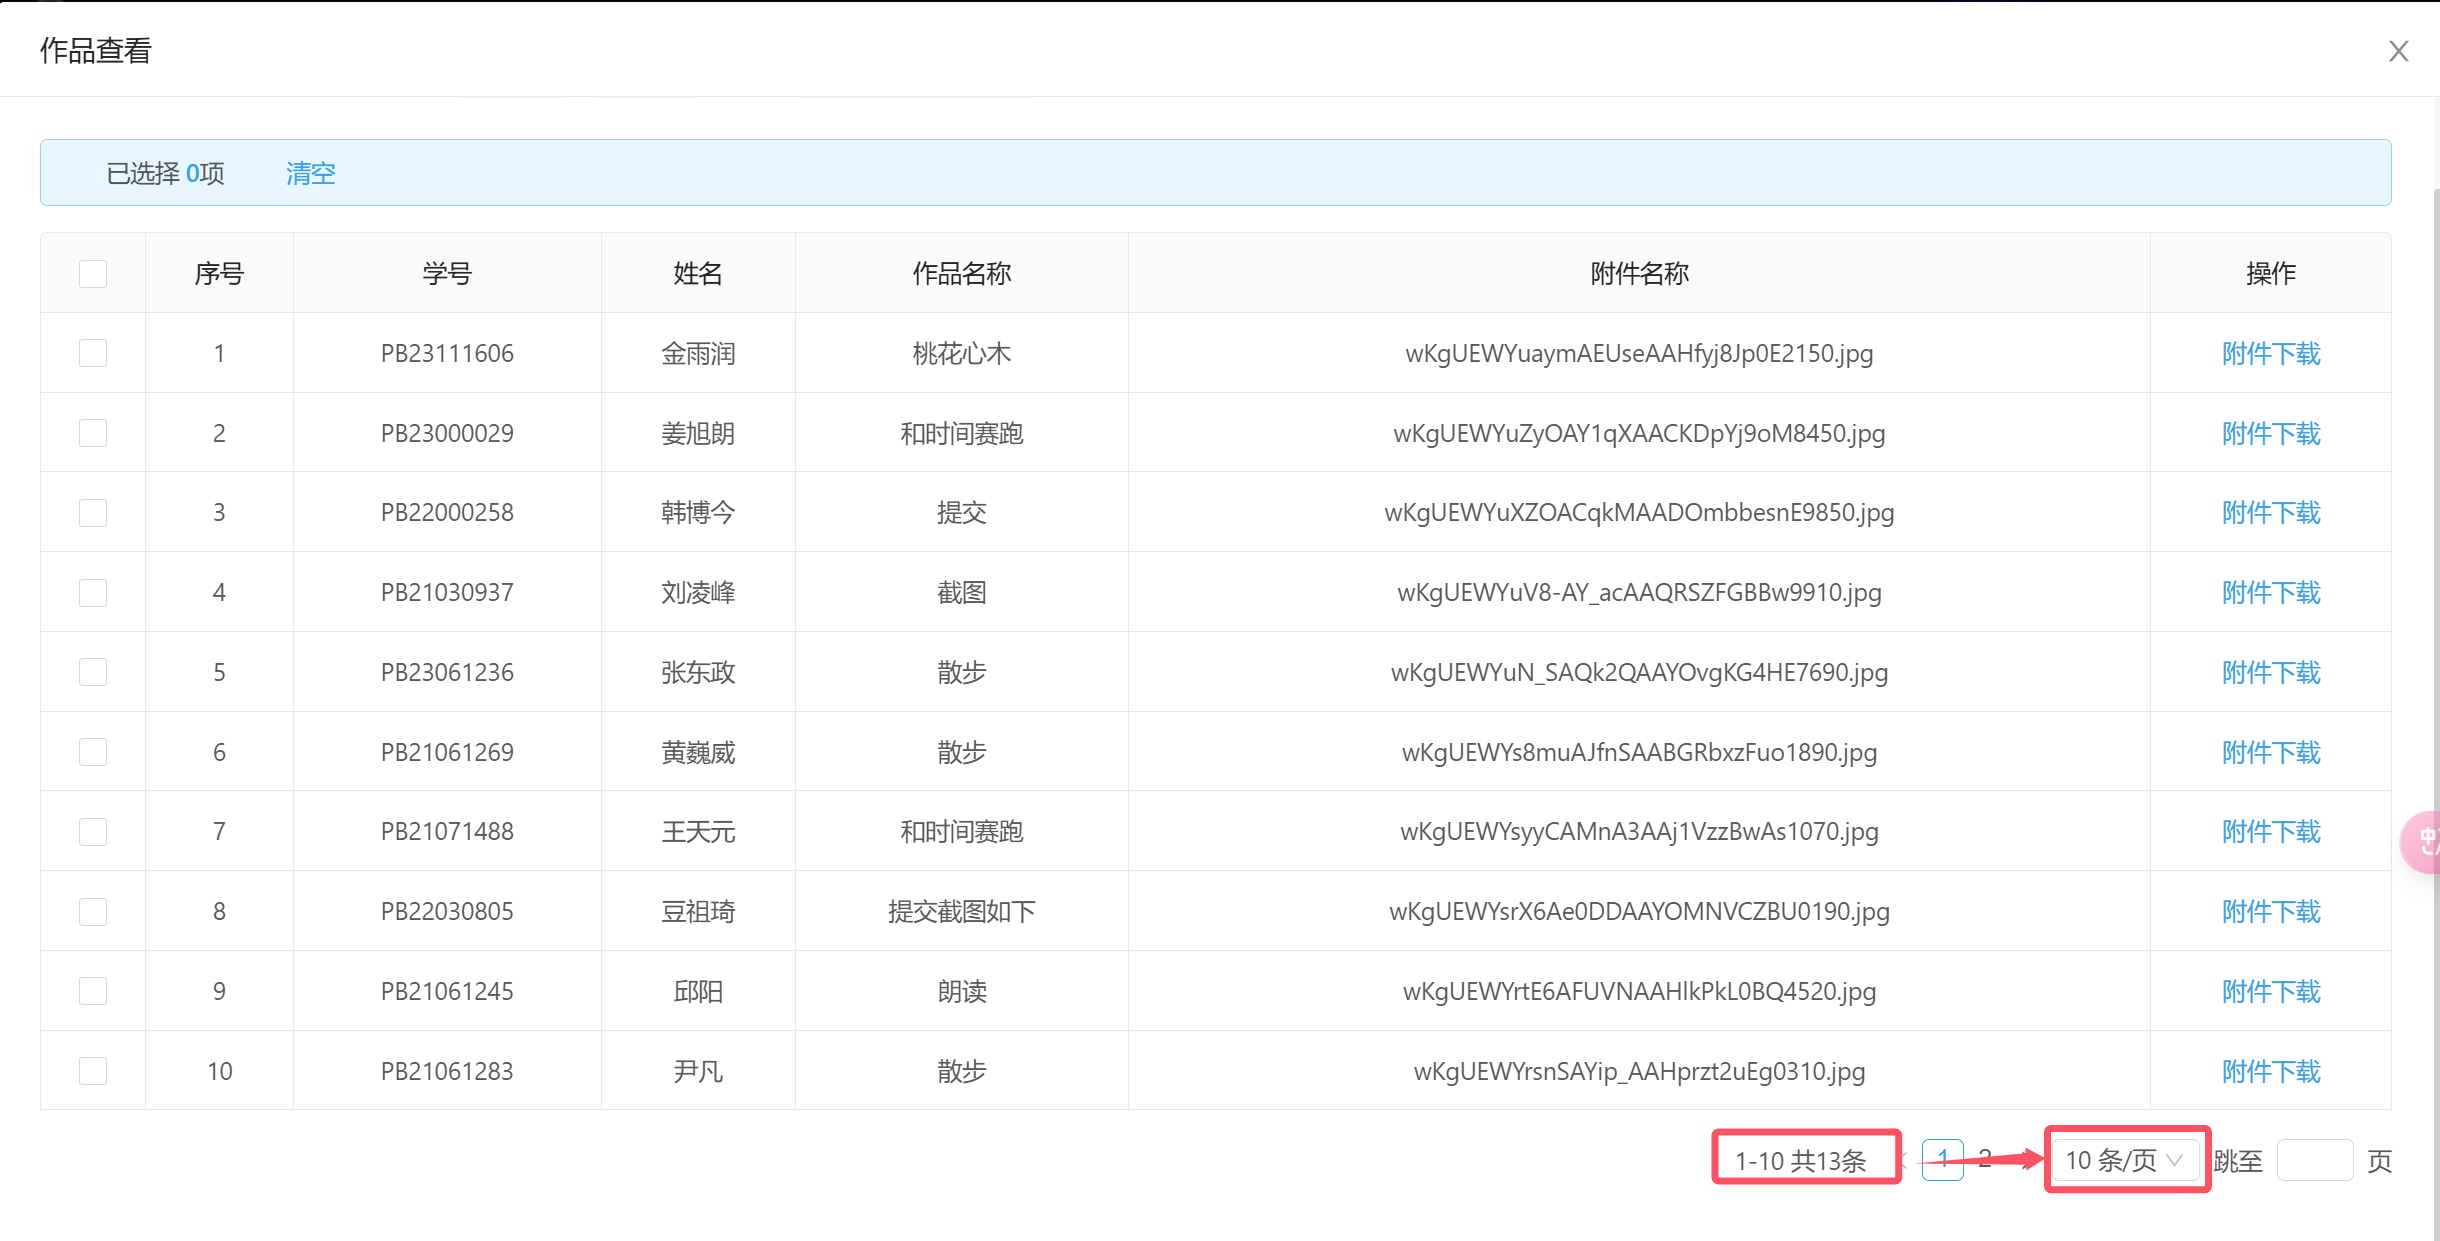 作品查看
已选择 0项 清空
序号 学号 姓名 作品名称 附件名称 操作
1 PB23111606 金雨润 桃花心木 wKgUEWYuaymAEUseAAHfyj8Jp0E2150.jpg 附件下载
2 PB23000029 姜旭朗 和时间赛跑 wKgUEWYuZyOAY1qXAACKDpYj9oM8450.jpg 附件下载
3 PB22000258 韩博今 提交 wKgUEWYuXZOACqkMAADOmbbesnE9850.jpg 附件下载
4 PB21030937 刘凌峰 截图 wKgUEWYuV8-AY_acAAQRSZFGBBw9910.jpg 附件下载
5 PB23061236 张东政 散步 wKgUEWYuN_SAQk2QAAYOvgKG4HE7690.jpg 附件下载
6 PB21061269 黄巍威 散步 wKgUEWYs8muAJfnSAABGRbxzFuo1890.jpg 附件下载
7 PB21071488 王天元 和时间赛跑 wKgUEWYsyyCAMnA3AAj1VzzBwAs1070.jpg 附件下载
8 PB22030805 豆祖琦 提交截图如下 wKgUEWYsrX6Ae0DDAAYOMNVCZBU0190.jpg 附件下载
9 PB21061245 邱阳 朗读 wKgUEWYrtE6AFUVNAAHlkPkL0BQ4520.jpg 附件下载
10 PB21061283 尹凡 散步 wKgUEWYrsnSAYip_AAHprzt2uEg0310.jpg 附件下载
1-10 共13条 1 2 10 条/页 跳至 页